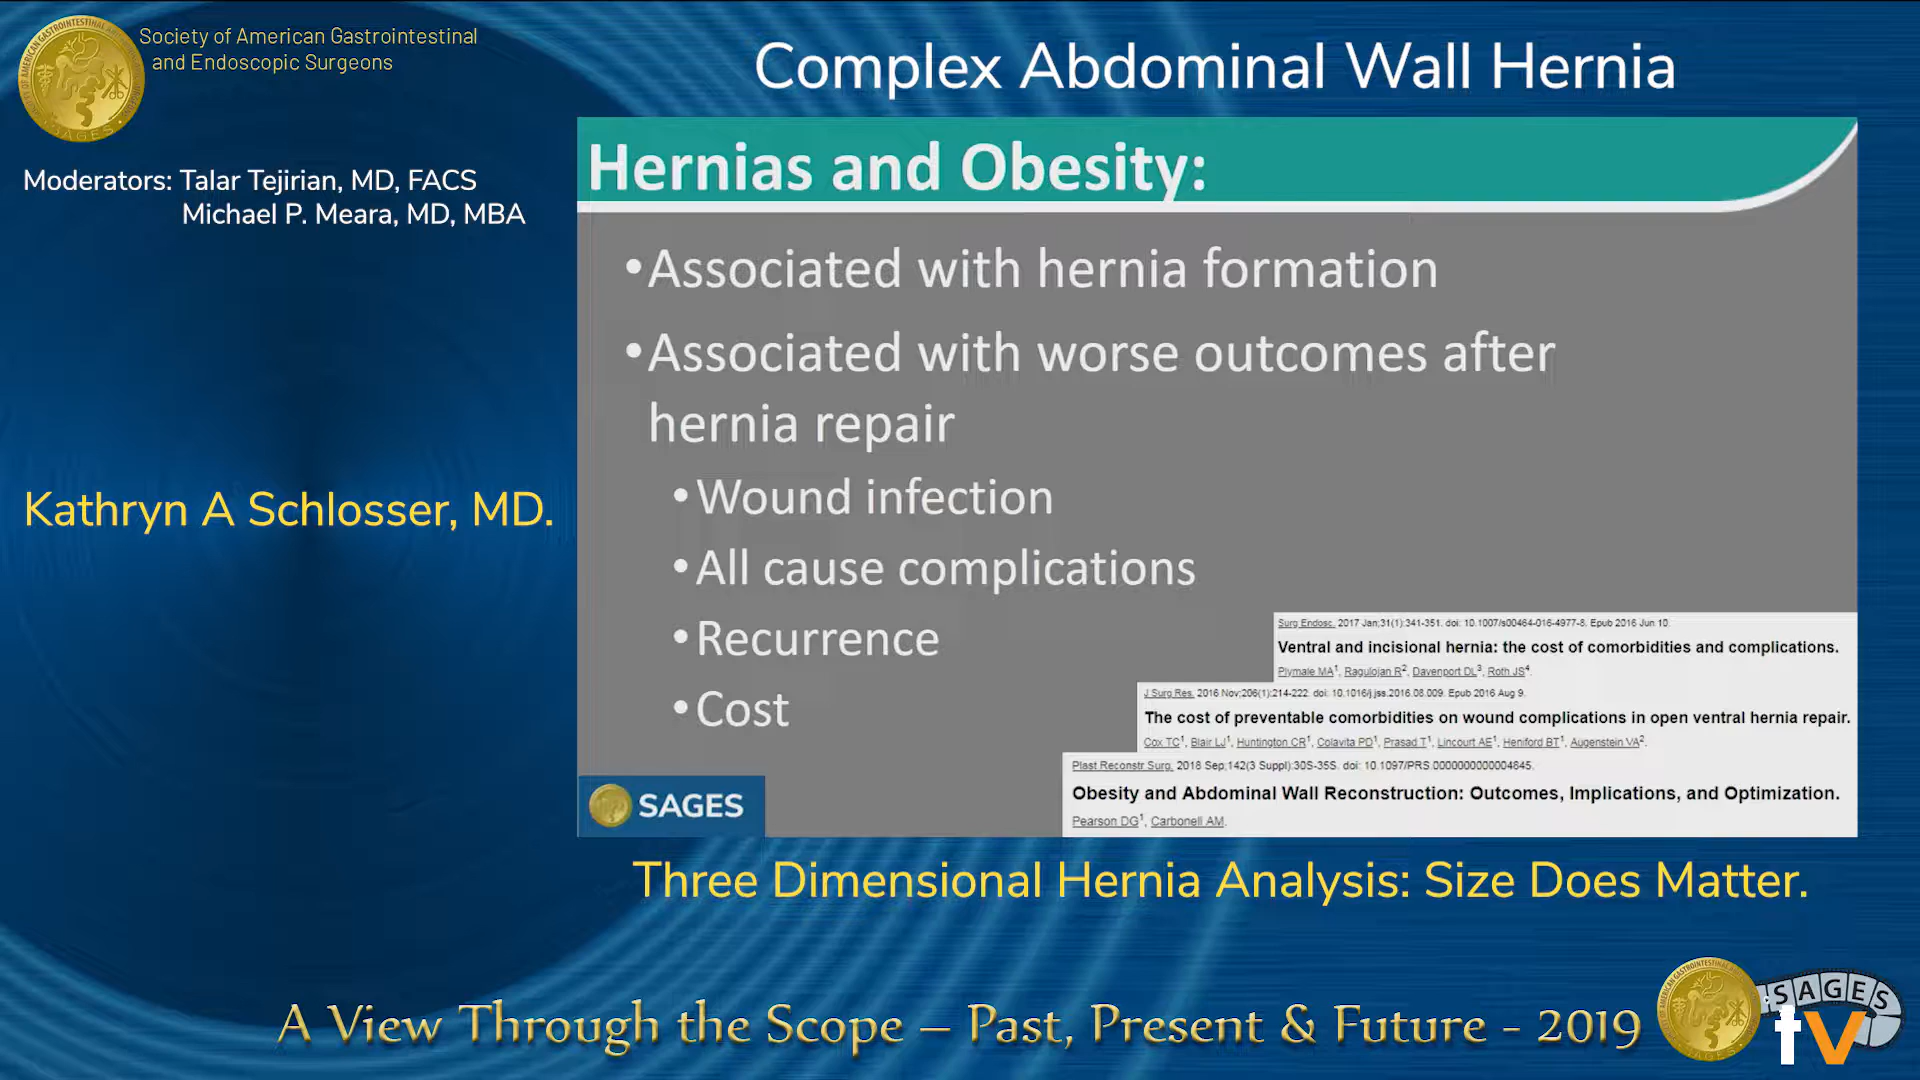 Society of American Gastrointestinal
and Endoscopic Surgeons
Complex Abdominal Wall Hernia
Moderators: Talar Tejirian, MD, FACS
Michael P. Meara, MD, MBA
Kathryn A Schlosser, MD.
Hernias and Obesity:
•Associated with hernia formation
•Associated with worse outcomes after
hernia repair
•Wound infection
•All cause complications
•Recurrence
•Cost
Surg Endosc. 2017 Jan;31(1):341-351. doi: 10.1007/s00464-016-4977-8. Epub 2016 Jun 10.
Ventral and incisional hernia: the cost of comorbidities and complications.
Plymale MA1, Ragulojan R2, Davenport DL3, Roth JS4.
J Surg Res. 2016 Nov;206(1):214-222. doi: 10.1016/j.jss.2016.08.009. Epub 2016 Aug 9.
The cost of preventable comorbidities on wound complications in open ventral hernia repair.
Cox TC1, Blair LJ1, Huntington CR1, Colavita PD1, Prasad T1, Lincourt AE1, Heniford BT1, Augenstein VA2.
Plast Reconstr Surg. 2018 Sep;142(3 Suppl):30S-35S. doi: 10.1097/PRS.0000000000004845.
Obesity and Abdominal Wall Reconstruction: Outcomes, Implications, and Optimization.
Pearson DG1, Carbonell AM.
SAGES
Three Dimensional Hernia Analysis: Size Does Matter.
A View Through the Scope – Past, Present & Future - 2019
SAGES
tv